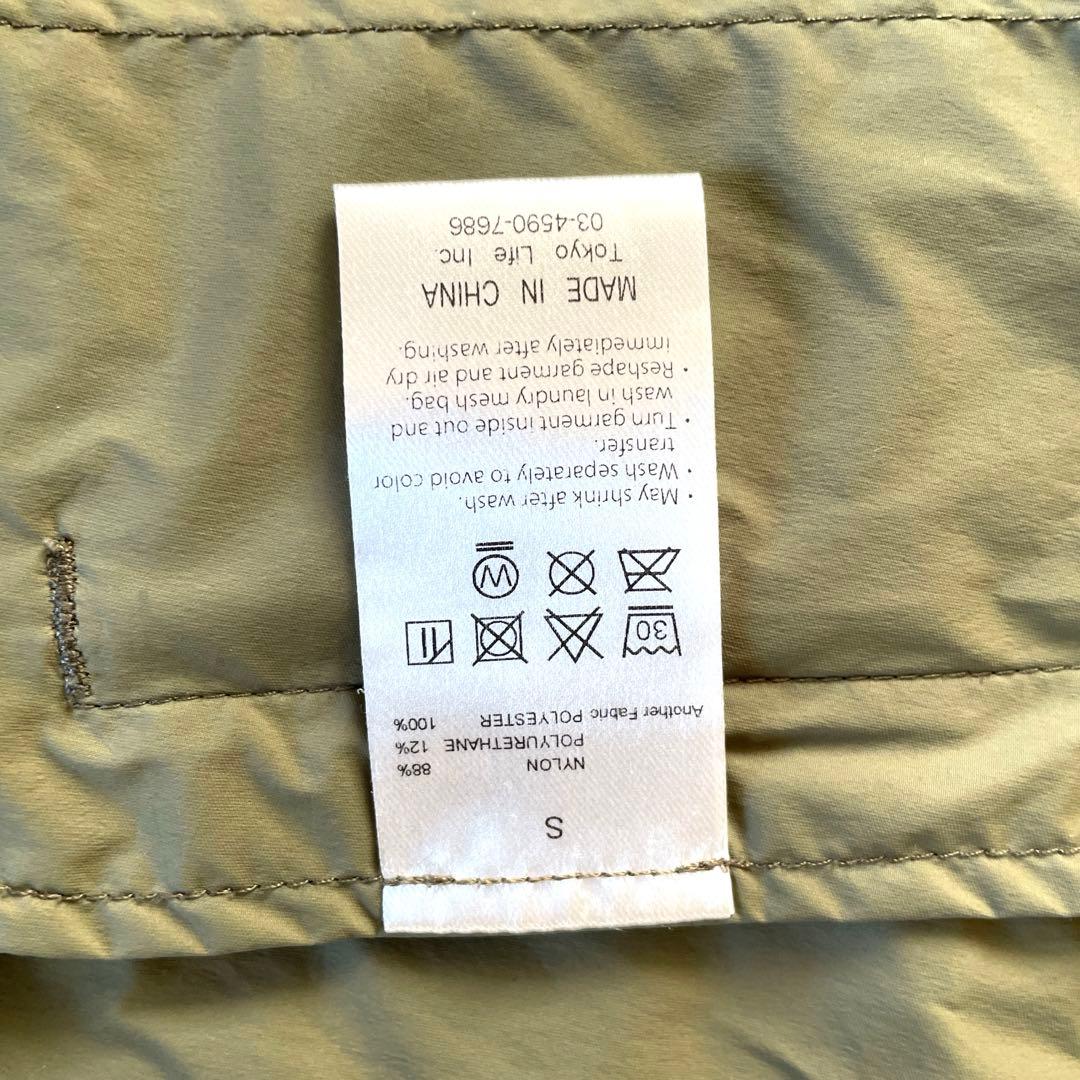 S
NYLON 88%
POLYURETHANE 12%
Another Fabric POLYESTER 100%
30
W
・May shrink after wash.
・Wash separately to avoid color
transfer.
・Turn garment inside out and
wash in laundry mesh bag.
・Reshape garment and air dry
immediately after washing.
MADE IN CHINA
Tokyo Life Inc.
03-4590-7686